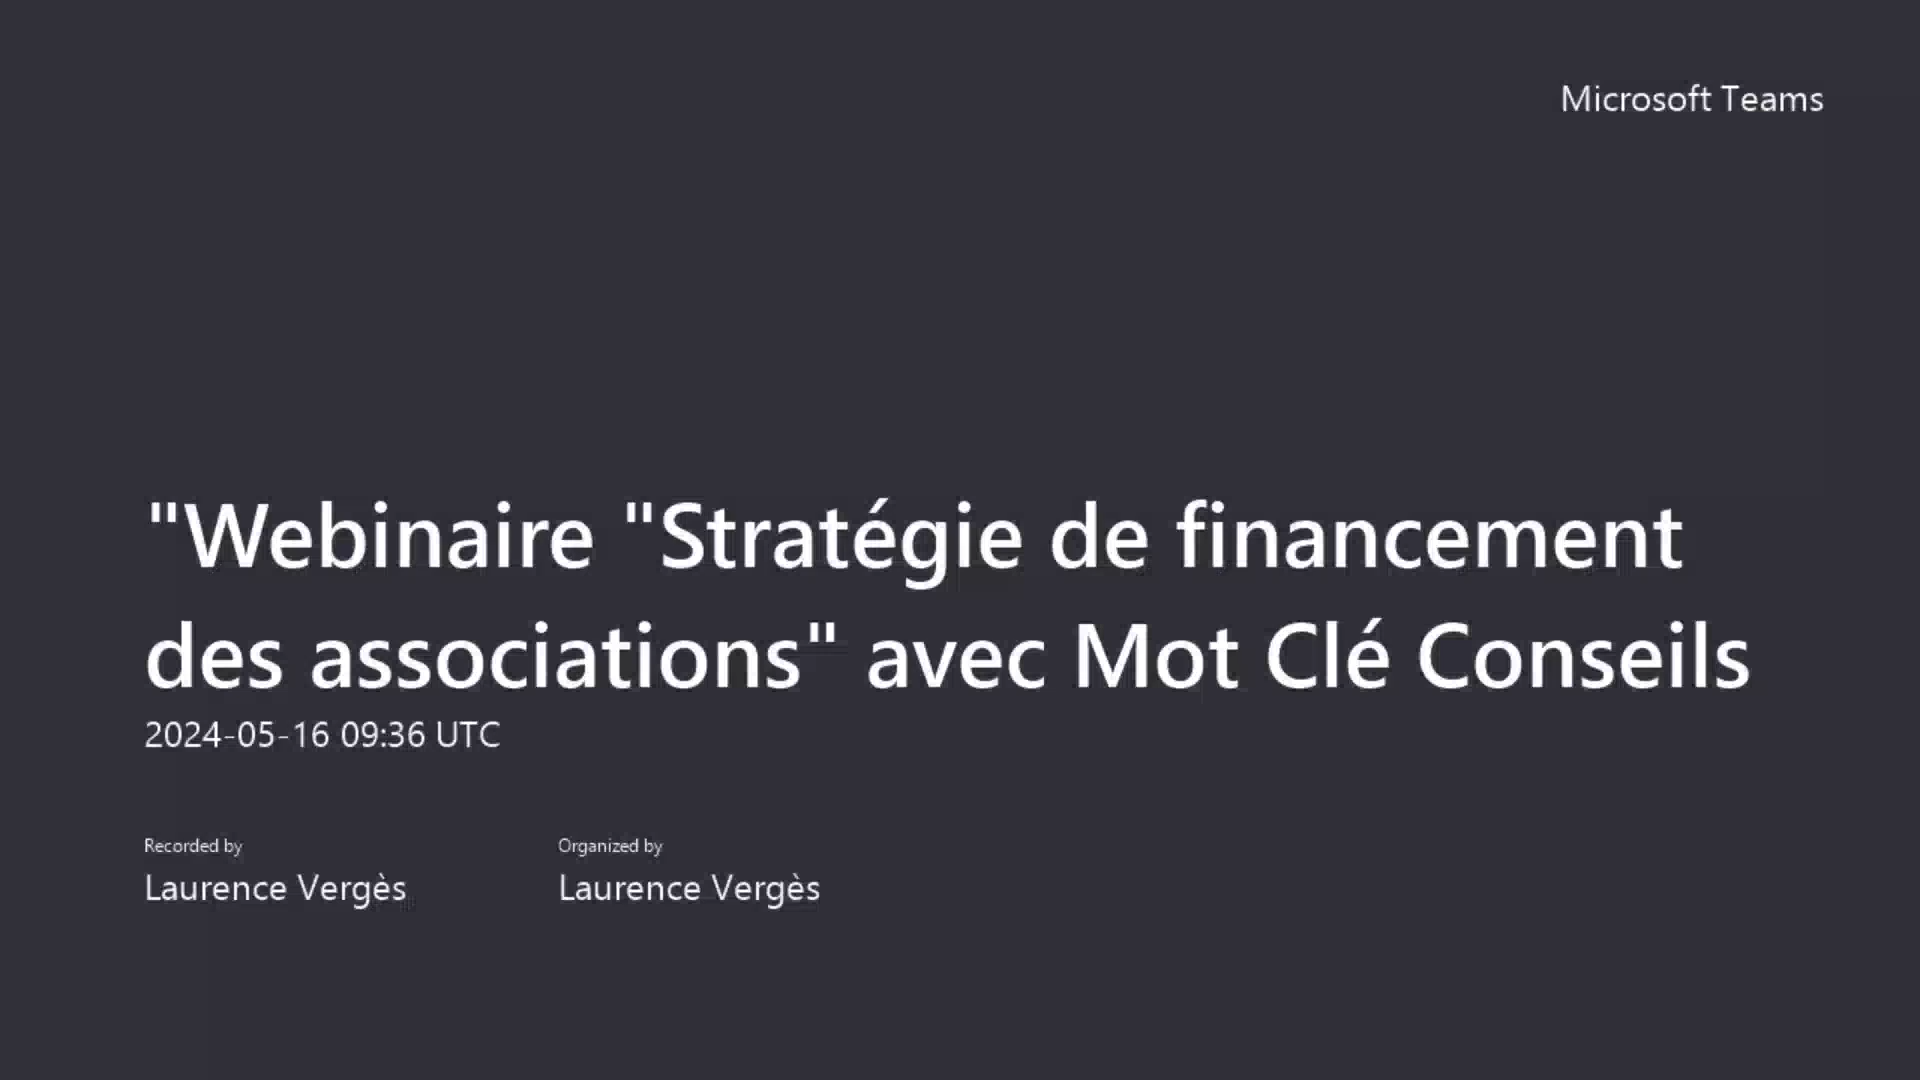 Microsoft Teams
"Webinaire "Stratégie de financement
des associations" avec Mot Clé Conseils
2024-05-16 09:36 UTC
Recorded by
Laurence Vergès
Organized by
Laurence Vergès